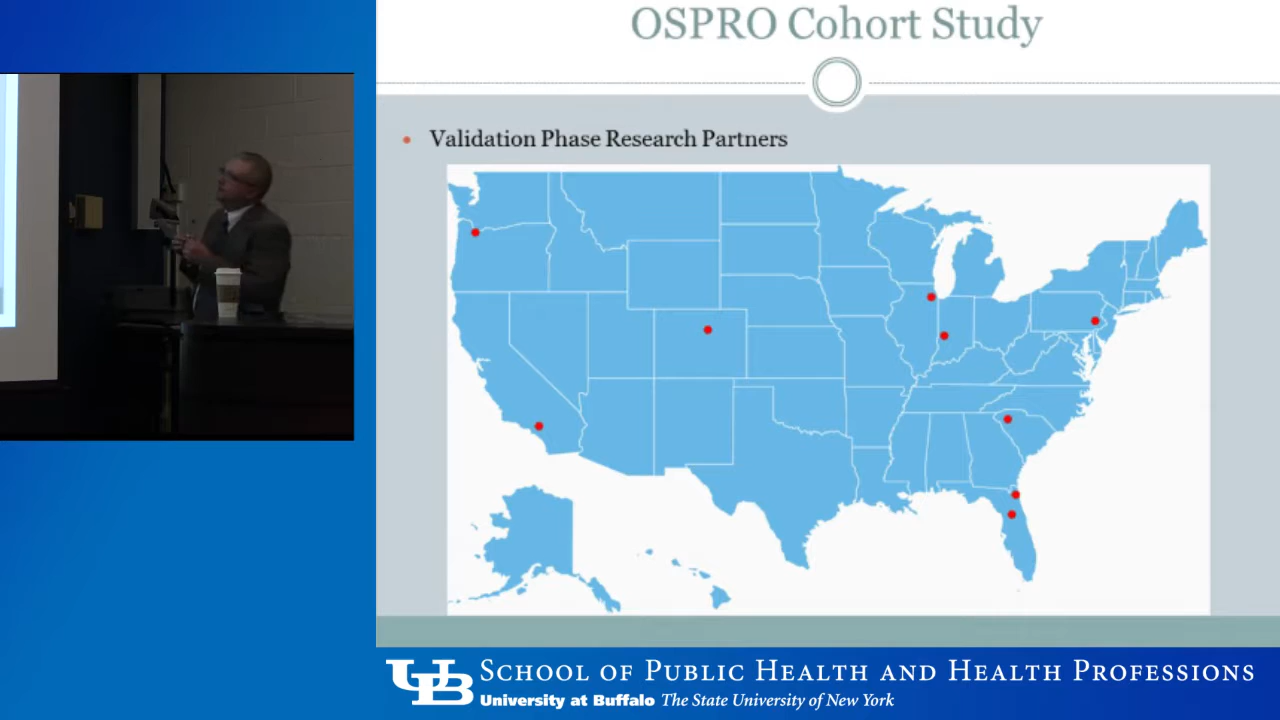 OSPRO Cohort Study
Validation Phase Research Partners
UB School of Public Health and Health Professions
University at Buffalo The State University of New York